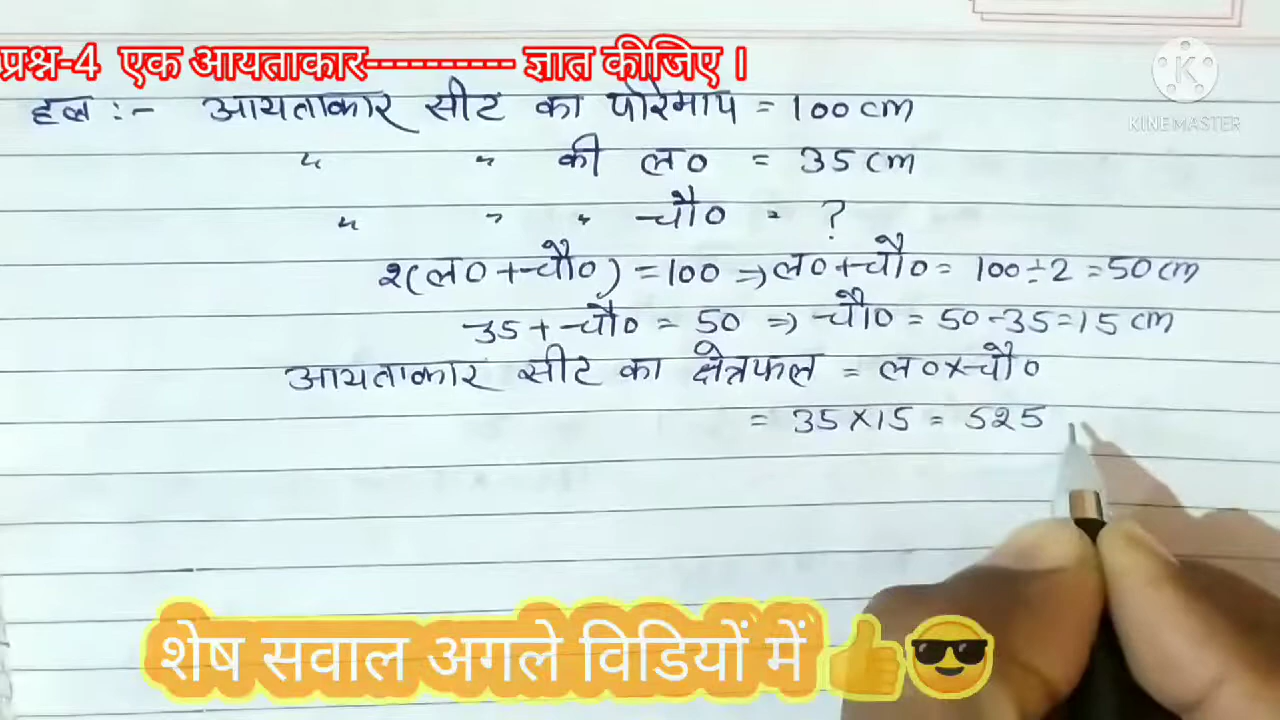 प्रश्न-4 एक आयताकार---------- ज्ञात कीजिए ।
K
KINEMASTER
हल :- आयताकार सीट का परिमाप = 100 cm
" " की ल० = 35 cm
" " " चौ० = ?
2(ल०+चौ०) = 100 => ल०+चौ० = 100÷2 = 50 cm
35 + चौ० = 50 => चौ० = 50-35 = 15 cm
आयताकार सीट का क्षेत्रफल = ल०×चौ०
= 35×15 = 525
शेष सवाल अगले विडियों में